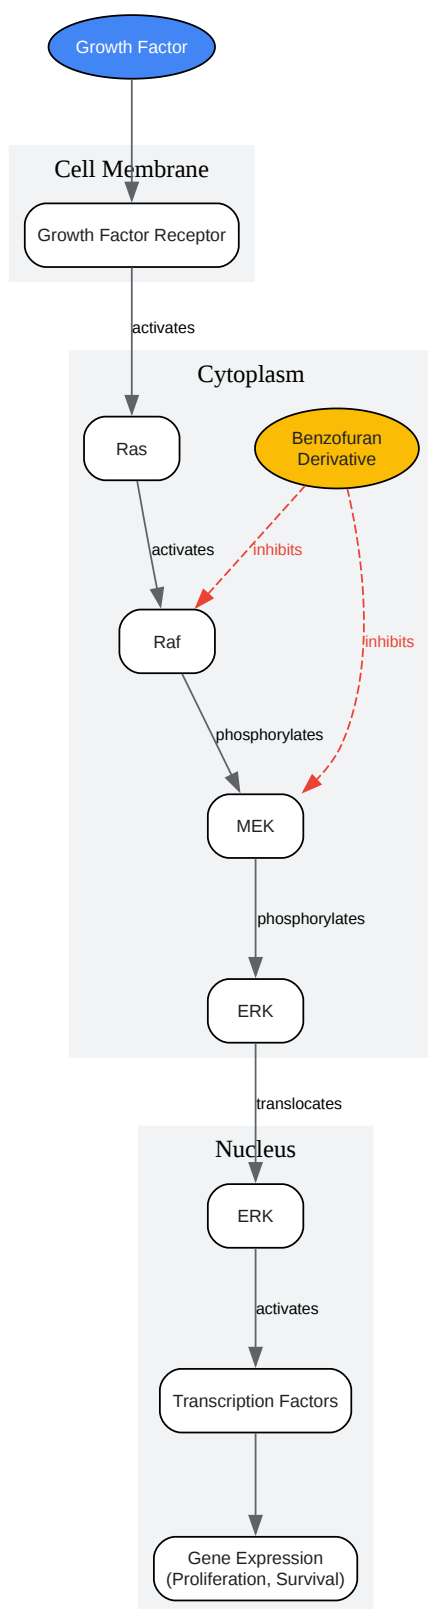 Growth Factor
Cell Membrane
Growth Factor Receptor
activates
Cytoplasm
Ras
Benzofuran
Derivative
activates
inhibits
Raf
inhibits
phosphorylates
MEK
phosphorylates
ERK
translocates
Nucleus
ERK
activates
Transcription Factors
Gene Expression
(Proliferation, Survival)